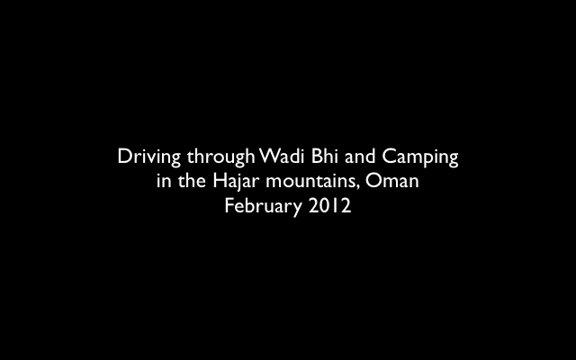 Driving through Wadi Bhi and Camping
in the Hajar mountains, Oman
February 2012